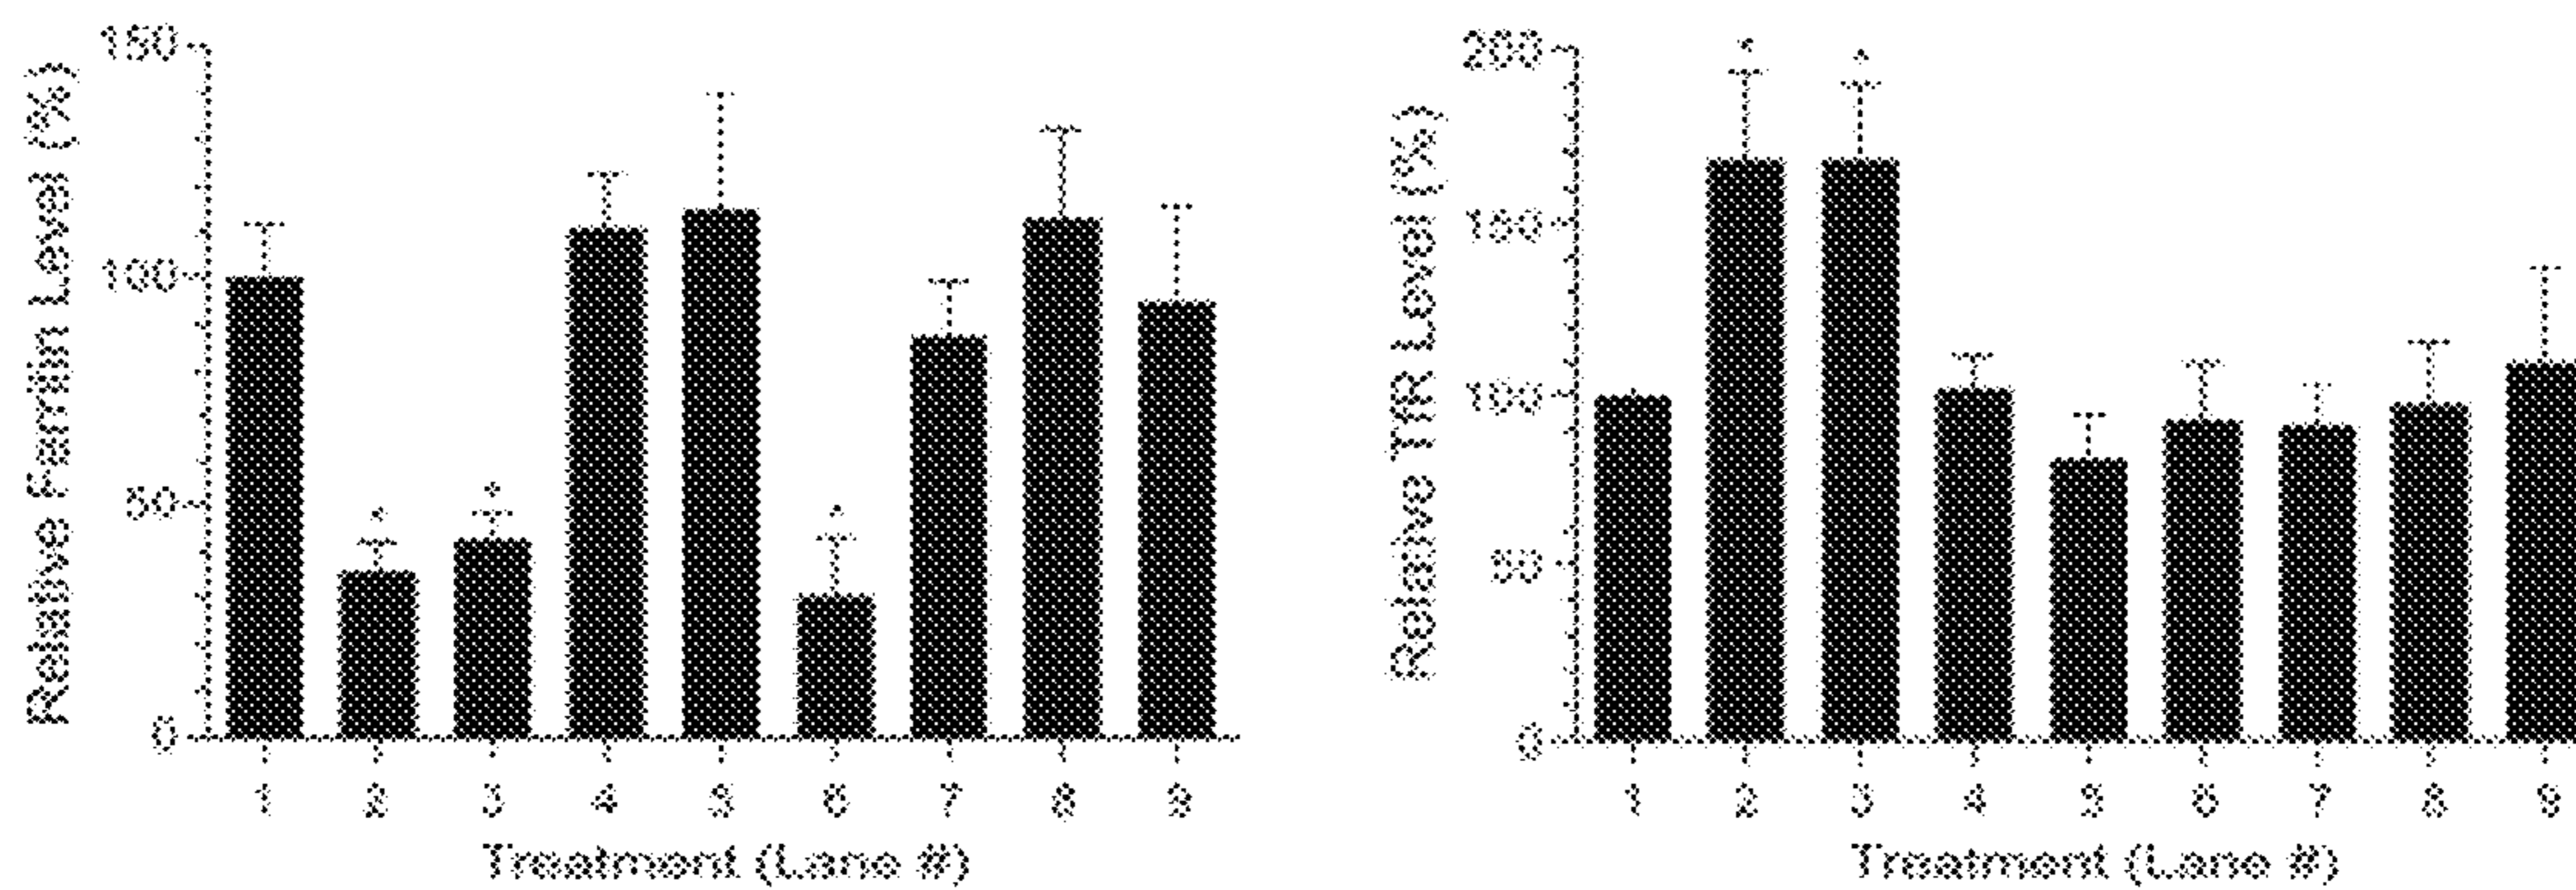 Relative Ferritin Level (%)
150
100
50
0
1 2 3 4 5 6 7 8 9
Treatment (Lane #)
Relative TfR Level (%)
200
150
100
50
0
1 2 3 4 5 6 7 8 9
Treatment (Lane #)